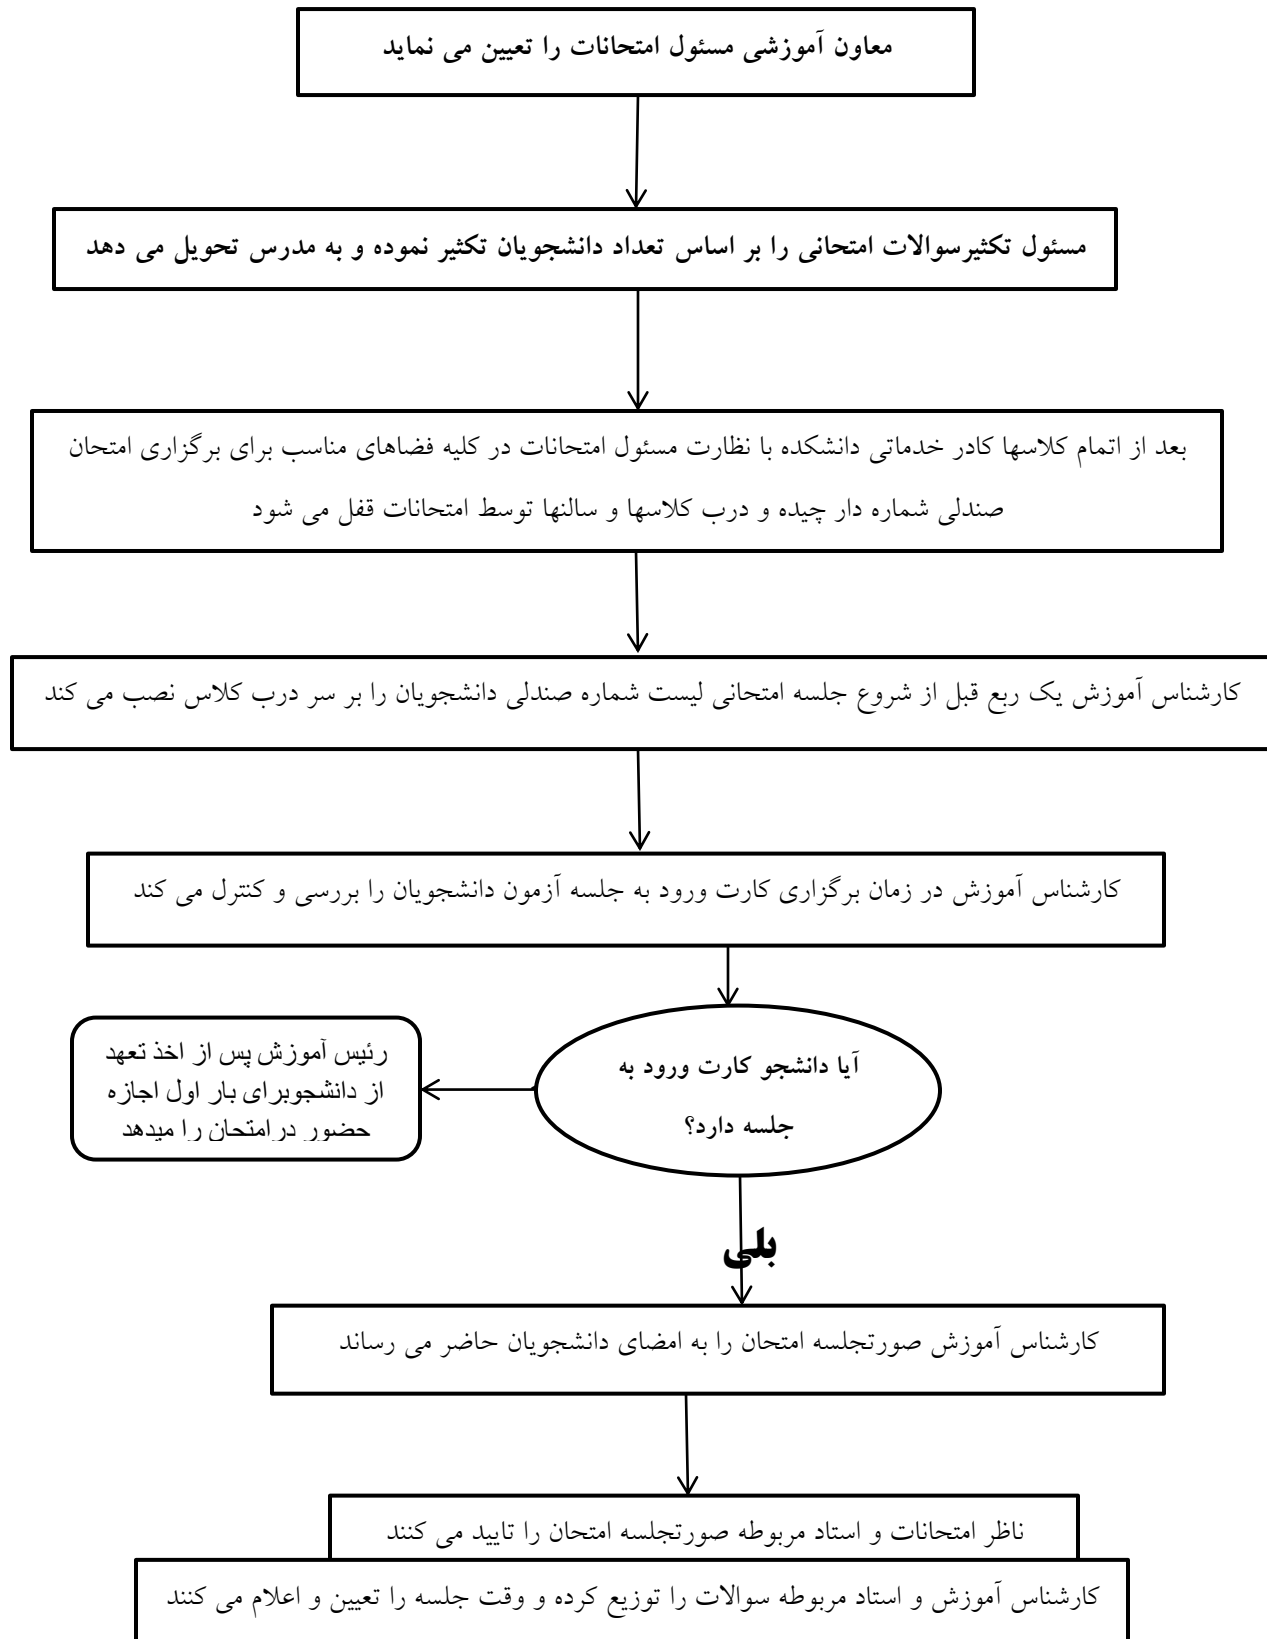 معاون آموزشی مسئول امتحانات را تعیین می نماید
مسئول تکثیرسوالات امتحانی را بر اساس تعداد دانشجویان تکثیر نموده و به مدرس تحویل می دهد
بعد از اتمام کلاسها کادر خدماتی دانشکده با نظارت مسئول امتحانات در کلیه فضاهای مناسب برای برگزاری امتحان
صندلی شماره دار چیده و درب کلاسها و سالنها توسط امتحانات قفل می شود
کارشناس آموزش یک ربع قبل از شروع جلسه امتحانی لیست شماره صندلی دانشجویان را بر سر درب کلاس نصب می کند
کارشناس آموزش در زمان برگزاری کارت ورود به جلسه آزمون دانشجویان را بررسی و کنترل می کند
آیا دانشجو کارت ورود به
جلسه دارد؟
رئیس آموزش پس از اخذ تعهد
از دانشجوبرای بار اول اجازه
حضور درامتحان را میدهد
بلی
کارشناس آموزش صورتجلسه امتحان را به امضای دانشجویان حاضر می رساند
ناظر امتحانات و استاد مربوطه صورتجلسه امتحان را تایید می کنند
کارشناس آموزش و استاد مربوطه سوالات را توزیع کرده و وقت جلسه را تعیین و اعلام می کنند